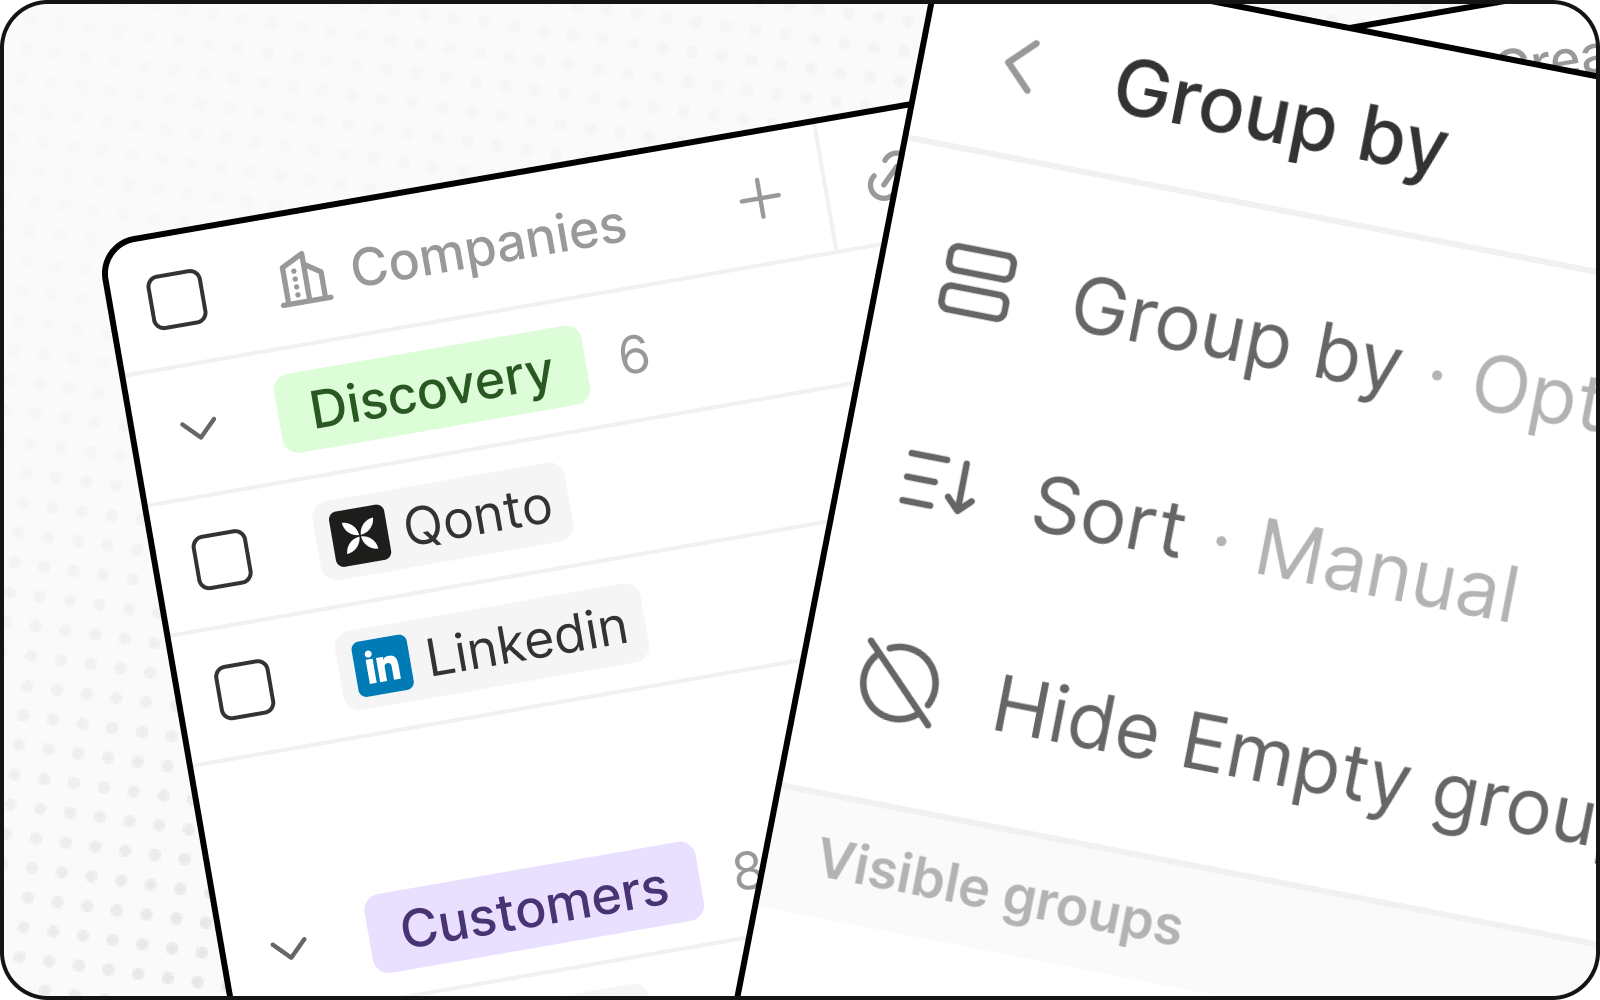 Companies
Discovery 6
Qonto
in Linkedin
Customers 8
Group by
Group by · Opt
Sort · Manual
Hide Empty grou
Visible groups